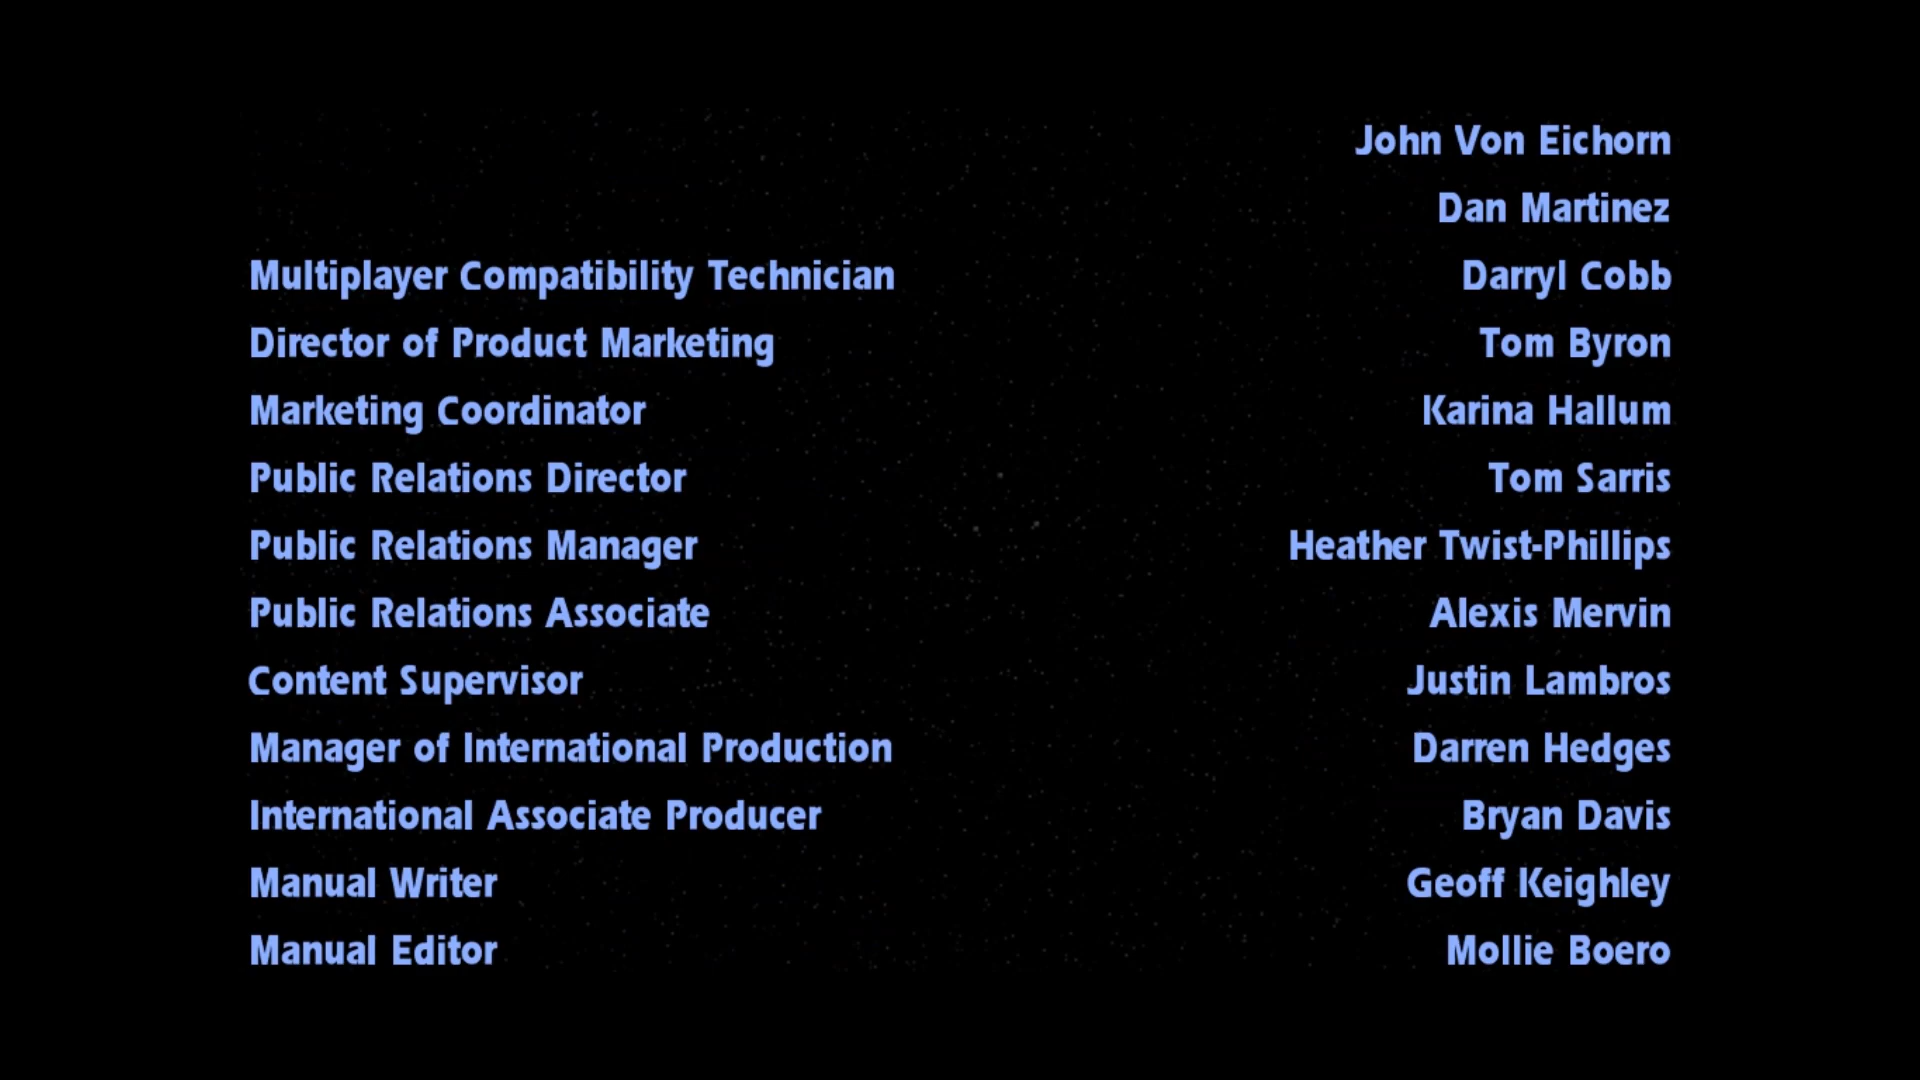 John Von Eichorn
Dan Martinez
Multiplayer Compatibility Technician Darryl Cobb
Director of Product Marketing Tom Byron
Marketing Coordinator Karina Hallum
Public Relations Director Tom Sarris
Public Relations Manager Heather Twist-Phillips
Public Relations Associate Alexis Mervin
Content Supervisor Justin Lambros
Manager of International Production Darren Hedges
International Associate Producer Bryan Davis
Manual Writer Geoff Keighley
Manual Editor Mollie Boero